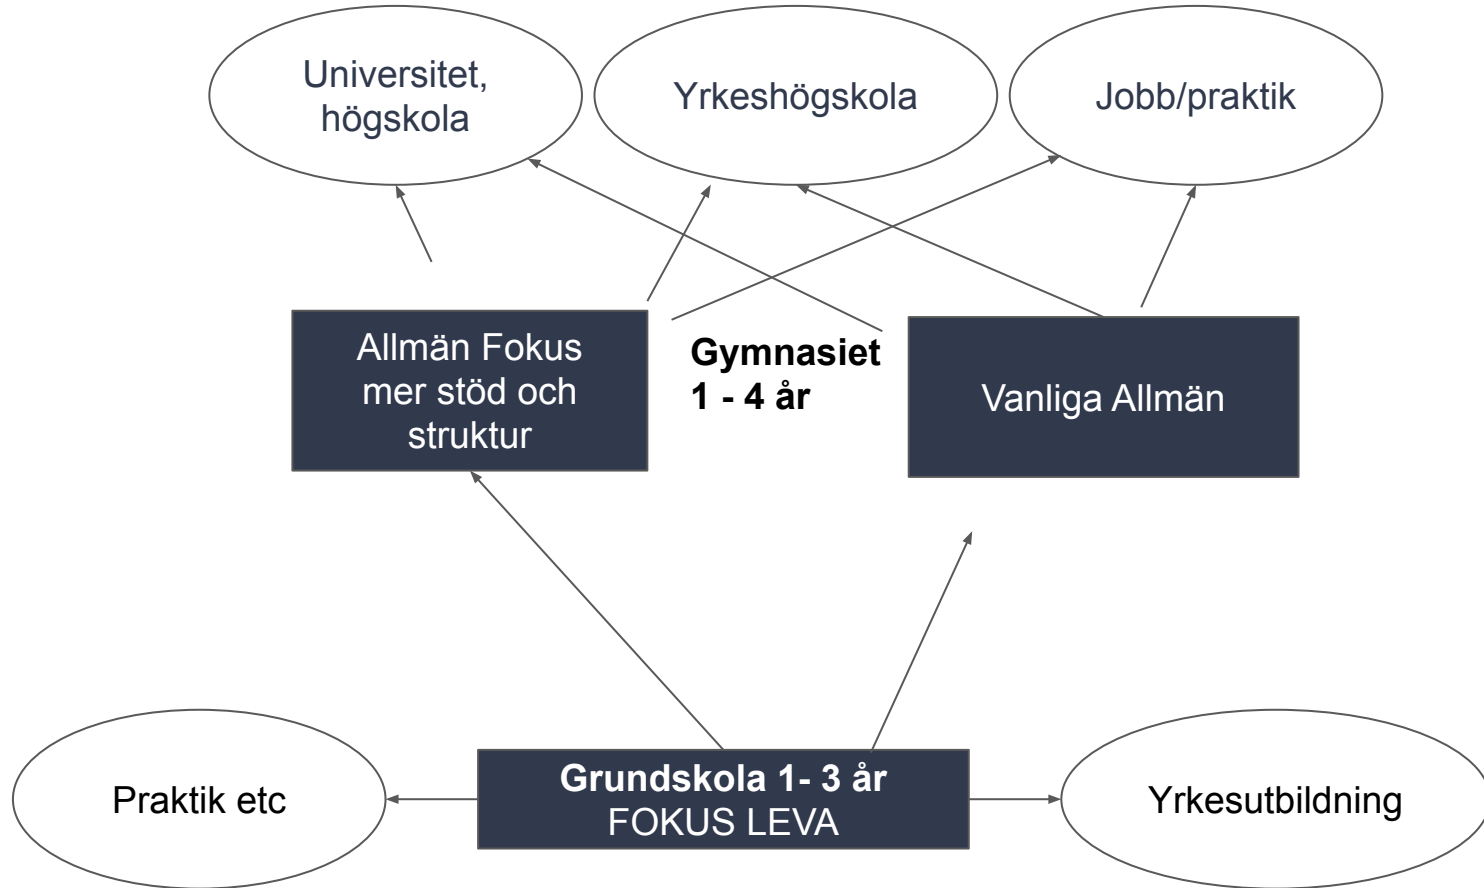 Universitet,
högskola
Yrkeshögskola
Jobb/praktik
Allmän Fokus
mer stöd och
struktur
Gymnasiet
1 - 4 år
Vanliga Allmän
Praktik etc
Grundskola 1- 3 år
FOKUS LEVA
Yrkesutbildning